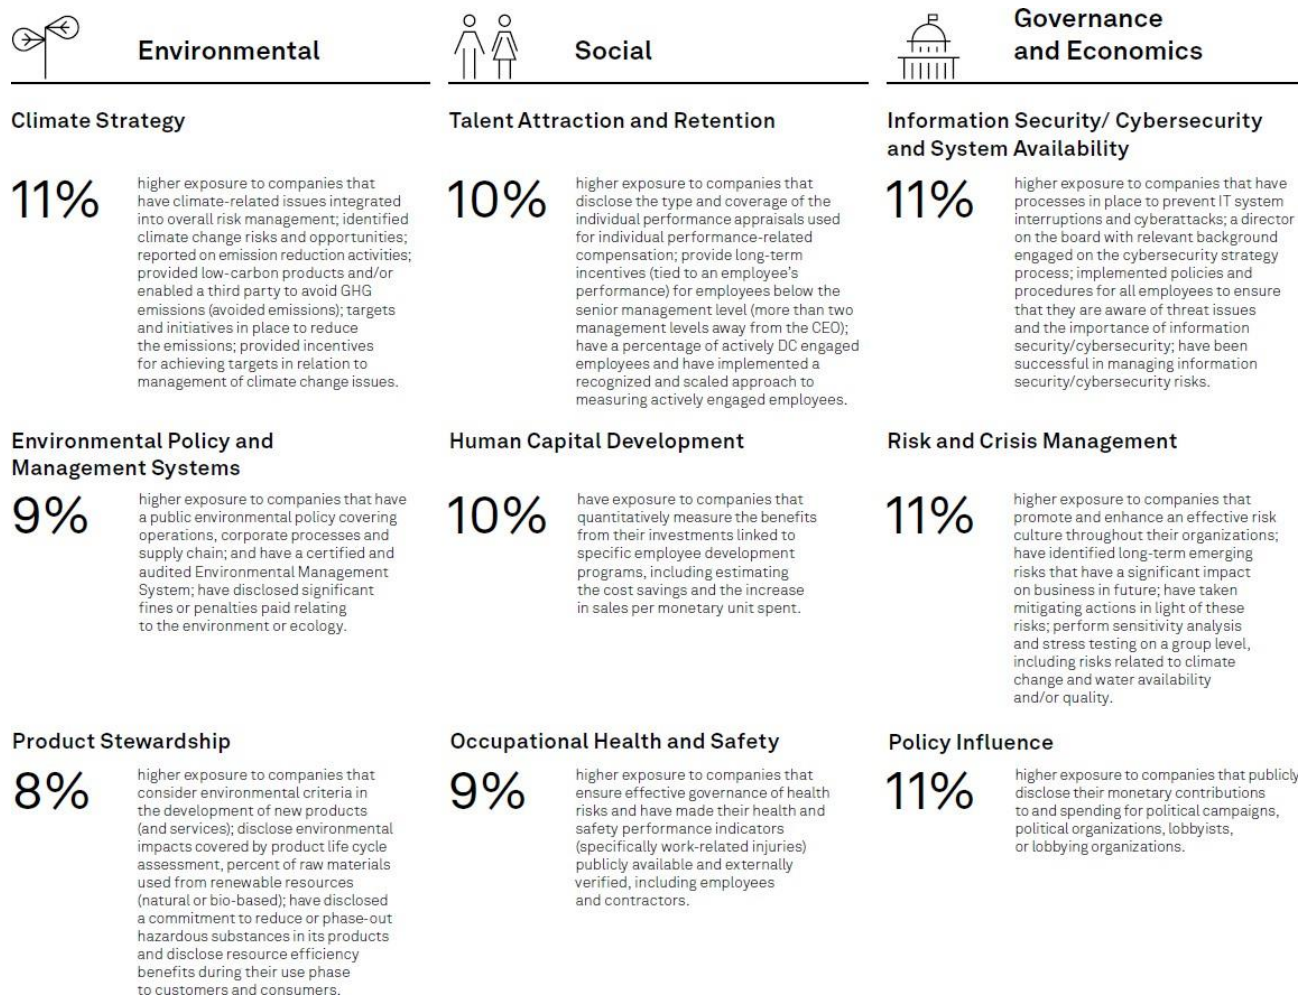 Environmental
Climate Strategy
11%
higher exposure to companies that
have climate-related issues integrated
into overall risk management; identified
climate change risks and opportunities;
reported on emission reduction activities;
provided low-carbon products and/or
enabled a third party to avoid GHG
emissions (avoided emissions); targets
and initiatives in place to reduce
the emissions; provided incentives
for achieving targets in relation to
management of climate change issues.
Environmental Policy and
Management Systems
9%
higher exposure to companies that have
a public environmental policy covering
operations, corporate processes and
supply chain; and have a certified and
audited Environmental Management
System; have disclosed significant
fines or penalties paid relating
to the environment or ecology.
Product Stewardship
8%
higher exposure to companies that
consider environmental criteria in
the development of new products
(and services); disclose environmental
impacts covered by product life cycle
assessment, percent of raw materials
used from renewable resources
(natural or bio-based); have disclosed
a commitment to reduce or phase-out
hazardous substances in its products
and disclose resource efficiency
benefits during their use phase
to customers and consumers.
Social
Talent Attraction and Retention
10%
higher exposure to companies that
disclose the type and coverage of the
individual performance appraisals used
for individual performance-related
compensation; provide long-term
incentives (tied to an employee's
performance) for employees below the
senior management level (more than two
management levels away from the CEO);
have a percentage of actively DC engaged
employees and have implemented a
recognized and scaled approach to
measuring actively engaged employees.
Human Capital Development
10%
have exposure to companies that
quantitatively measure the benefits
from their investments linked to
specific employee development
programs, including estimating
the cost savings and the increase
in sales per monetary unit spent.
Occupational Health and Safety
9%
higher exposure to companies that
ensure effective governance of health
risks and have made their health and
safety performance indicators
(specifically work-related injuries)
publicly available and externally
verified, including employees
and contractors.
Governance
and Economics
Information Security/ Cybersecurity
and System Availability
11%
higher exposure to companies that have
processes in place to prevent IT system
interruptions and cyberattacks; a director
on the board with relevant background
engaged on the cybersecurity strategy
process; implemented policies and
procedures for all employees to ensure
that they are aware of threat issues
and the importance of information
security/cybersecurity; have been
successful in managing information
security/cybersecurity risks.
Risk and Crisis Management
11%
higher exposure to companies that
promote and enhance an effective risk
culture throughout their organizations;
have identified long-term emerging
risks that have a significant impact
on business in future; have taken
mitigating actions in light of these
risks; perform sensitivity analysis
and stress testing on a group level,
including risks related to climate
change and water availability
and/or quality.
Policy Influence
11%
higher exposure to companies that publicly
disclose their monetary contributions
to and spending for political campaigns,
political organizations, lobbyists,
or lobbying organizations.